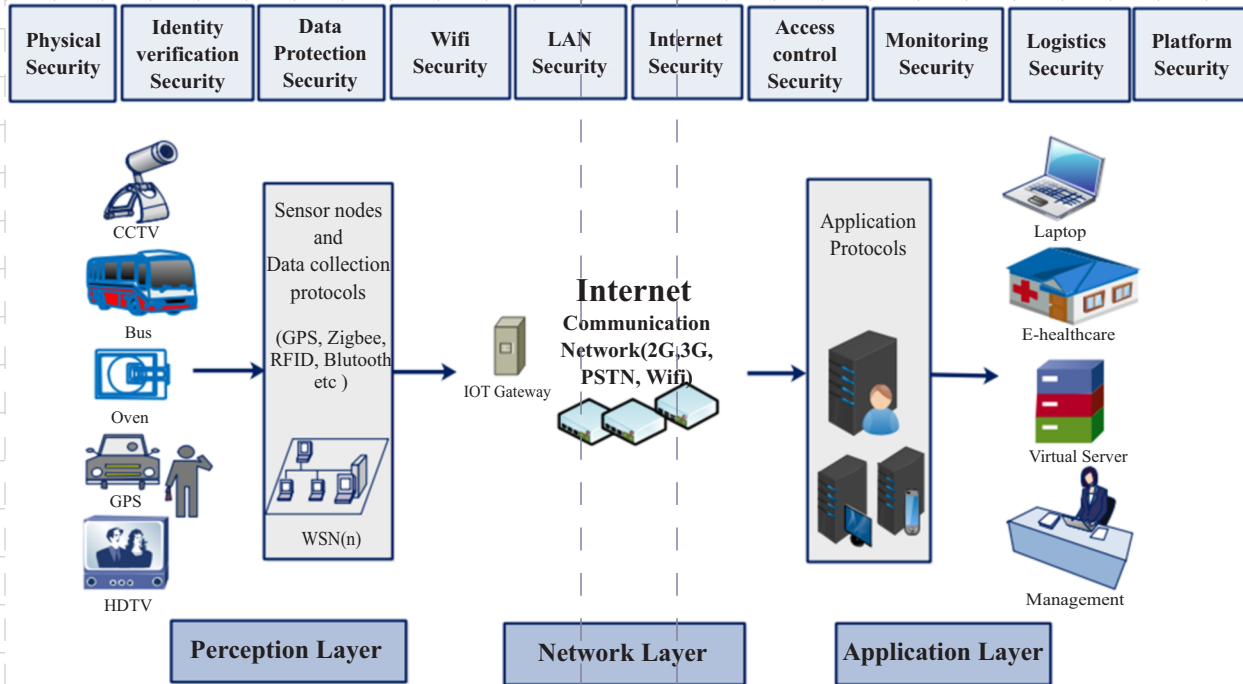 Physical
Security
Identity
verification
Security
Data
Protection
Security
Wifi
Security
LAN
Security
Internet
Security
Access
control
Security
Monitoring
Security
Logistics
Security
Platform
Security
CCTV
Bus
Oven
GPS
HDTV
Sensor nodes
and
Data collection
protocols
(GPS, Zigbee,
RFID, Blutooth
etc )
WSN(n)
IOT Gateway
Internet
Communication
Network(2G,3G,
PSTN, Wifi)
Application
Protocols
Laptop
E-healthcare
Virtual Server
Management
Perception Layer
Network Layer
Application Layer